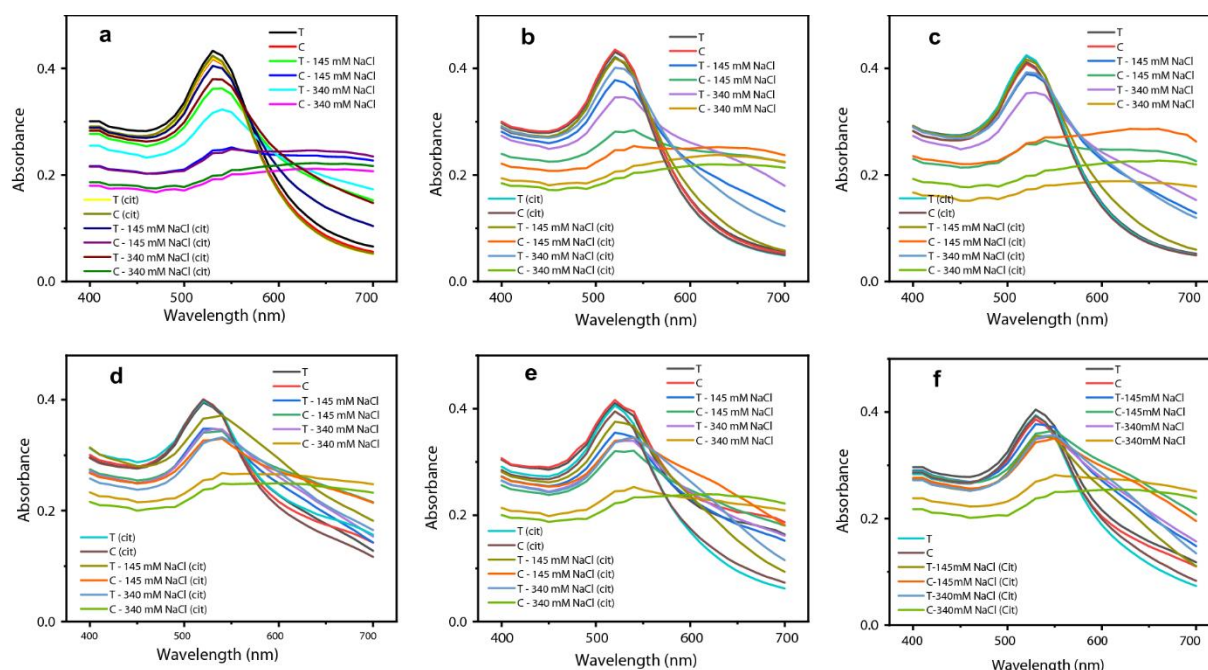 a
T
C
T - 145 mM NaCl
C - 145 mM NaCl
T - 340 mM NaCl
C - 340 mM NaCl
T (cit)
C (cit)
T - 145 mM NaCl (cit)
C - 145 mM NaCl (cit)
T - 340 mM NaCl (cit)
C - 340 mM NaCl (cit)
Absorbance
0.4
0.2
0.0
400 500 600 700
Wavelength (nm)
b
T
C
T - 145 mM NaCl
C - 145 mM NaCl
T - 340 mM NaCl
C - 340 mM NaCl
T (cit)
C (cit)
T - 145 mM NaCl (cit)
C - 145 mM NaCl (cit)
T - 340 mM NaCl (cit)
C - 340 mM NaCl (cit)
Absorbance
0.4
0.2
0.0
400 500 600 700
Wavelength (nm)
c
T
C
T - 145 mM NaCl
C - 145 mM NaCl
T - 340 mM NaCl
C - 340 mM NaCl
T (cit)
C (cit)
T - 145 mM NaCl (cit)
C - 145 mM NaCl (cit)
T - 340 mM NaCl (cit)
C - 340 mM NaCl (cit)
Absorbance
0.4
0.2
0.0
400 500 600 700
Wavelength (nm)
d
T
C
T - 145 mM NaCl
C - 145 mM NaCl
T - 340 mM NaCl
C - 340 mM NaCl
T (cit)
C (cit)
T - 145 mM NaCl (cit)
C - 145 mM NaCl (cit)
T - 340 mM NaCl (cit)
C - 340 mM NaCl (cit)
Absorbance
0.4
0.2
0.0
400 500 600 700
Wavelength (nm)
e
T
C
T - 145 mM NaCl
C - 145 mM NaCl
T - 340 mM NaCl
C - 340 mM NaCl
T (cit)
C (cit)
T - 145 mM NaCl (cit)
C - 145 mM NaCl (cit)
T - 340 mM NaCl (cit)
C - 340 mM NaCl (cit)
Absorbance
0.4
0.2
0.0
400 500 600 700
Wavelength (nm)
f
T
C
T-145mM NaCl
C-145mM NaCl
T-340mM NaCl
C-340mM NaCl
T
C
T-145mM NaCl (Cit)
C-145mM NaCl (Cit)
T-340mM NaCl (Cit)
C-340mM NaCl (Cit)
Absorbance
0.4
0.2
0.0
400 500 600 700
Wavelength (nm)